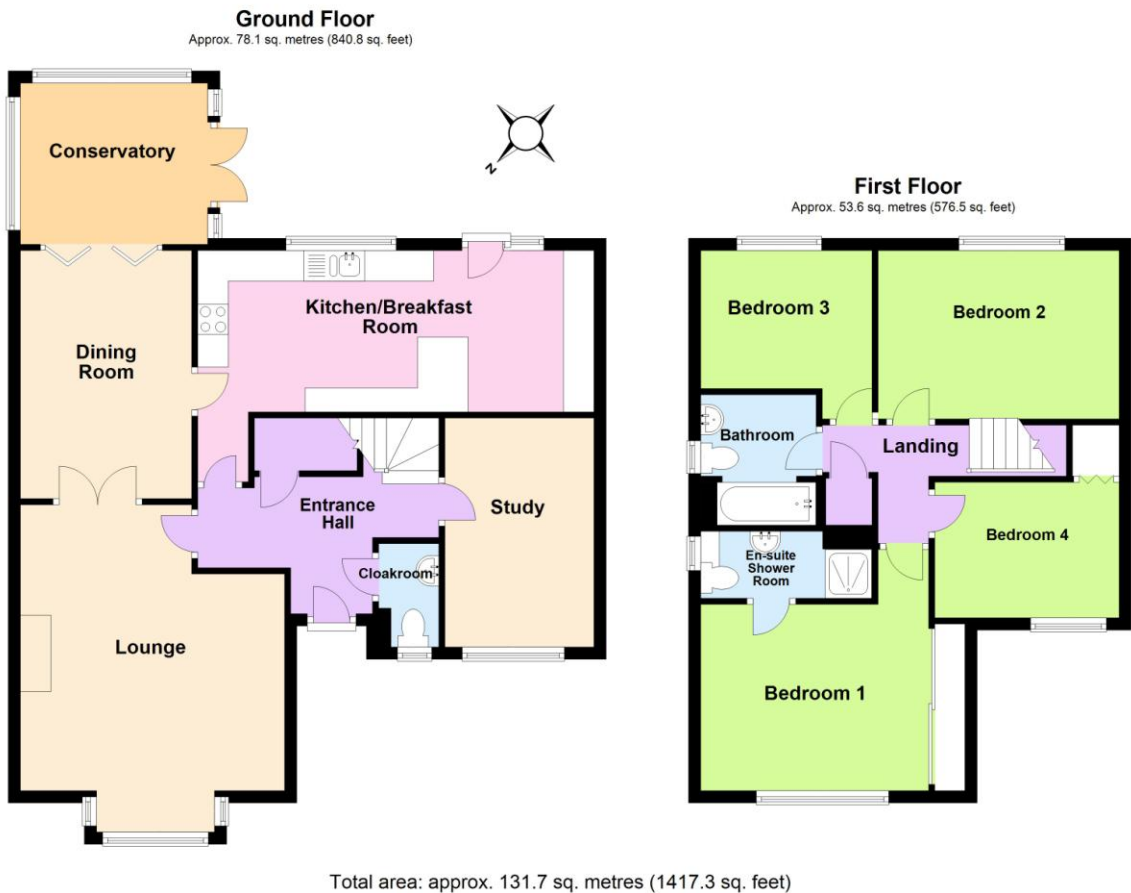 Ground Floor
Approx. 78.1 sq. metres (840.8 sq. feet)
Conservatory
N
Kitchen/Breakfast
Room
Dining
Room
Entrance
Hall
Study
Cloakroom
Lounge
First Floor
Approx. 53.6 sq. metres (576.5 sq. feet)
Bedroom 3
Bedroom 2
Bathroom
Landing
Bedroom 4
En-suite
Shower
Room
Bedroom 1
Total area: approx. 131.7 sq. metres (1417.3 sq. feet)